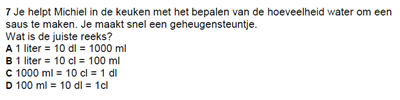 7 Je helpt Michiel in de keuken met het bepalen van de hoeveelheid water om een
saus te maken. Je maakt snel een geheugensteuntje.
Wat is de juiste reeks?
A 1 liter = 10 dl = 1000 ml
B 1 liter = 10 cl = 100 ml
C 1000 ml = 10 cl = 1 dl
D 100 ml = 10 dl = 1cl